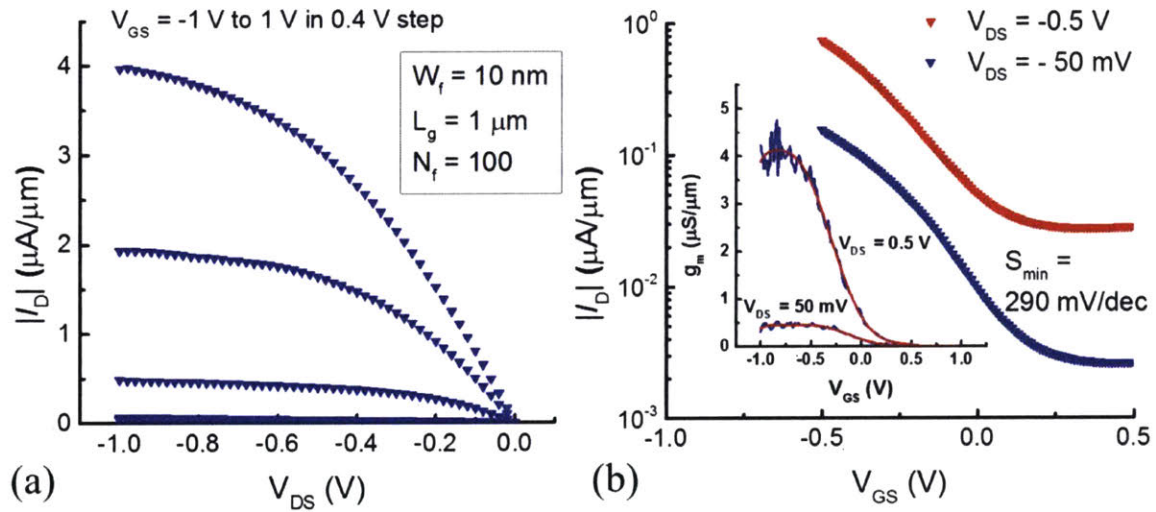 V_GS = -1 V to 1 V in 0.4 V step
W_f = 10 nm
L_g = 1 μm
N_f = 100
4
3
2
1
0
|I_D| (μA/μm)
-1.0 -0.8 -0.6 -0.4 -0.2 0.0
V_DS (V)
(a)
V_DS = -0.5 V
V_DS = - 50 mV
10^0
10^-1
10^-2
10^-3
|I_D| (μA/μm)
5
4
3
2
1
0
g_m (μS/μm)
V_DS = 0.5 V
V_DS = 50 mV
-1.0 -0.5 0.0 0.5 1.0
V_GS (V)
S_min =
290 mV/dec
-1.0 -0.5 0.0 0.5
V_GS (V)
(b)